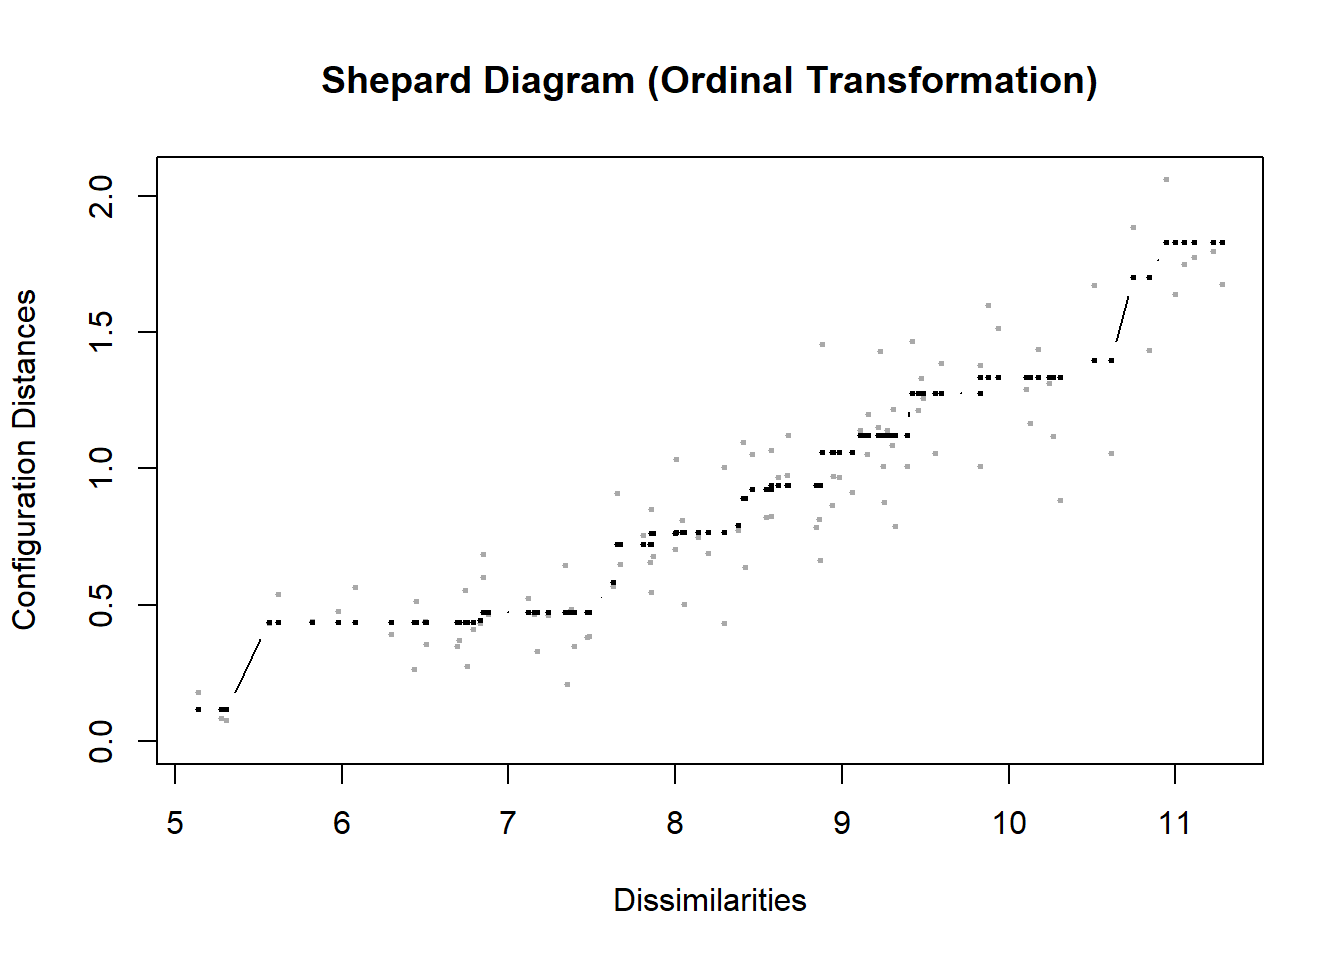 Shepard Diagram (Ordinal Transformation)
Configuration Distances
2.0
1.5
1.0
0.5
0.0
5 6 7 8 9 10 11
Dissimilarities